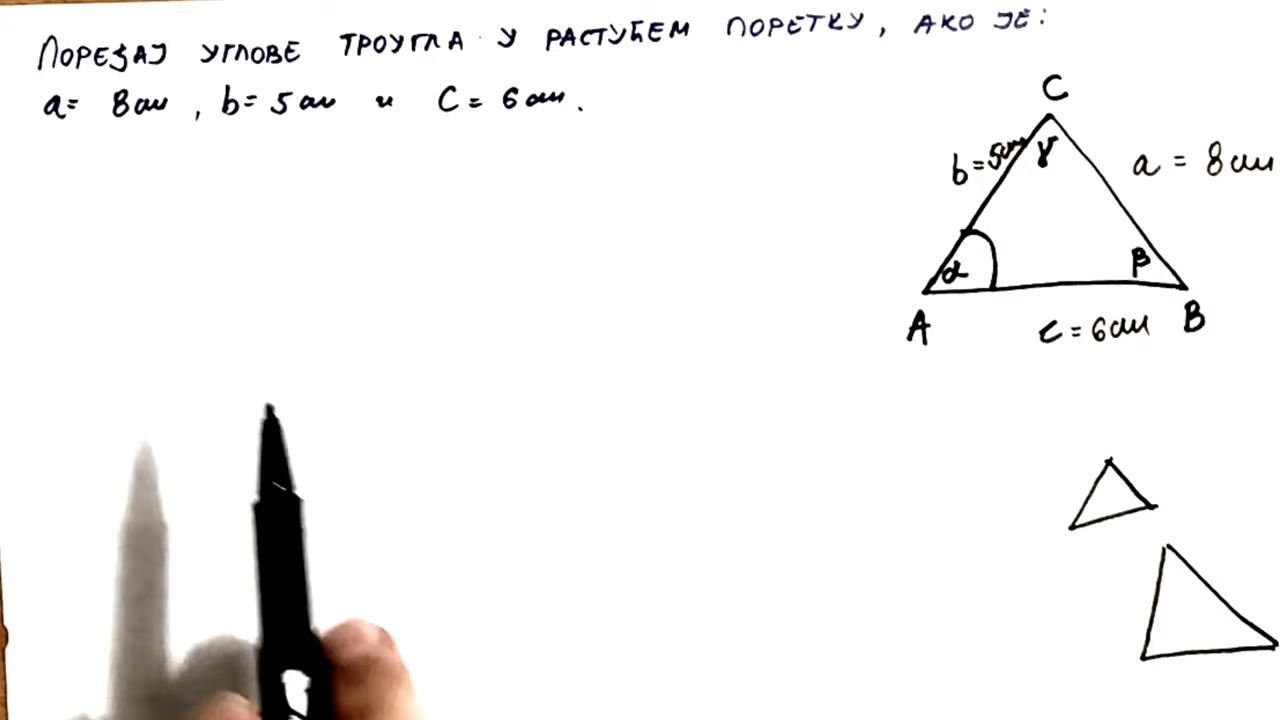 ПОРЕЂАЈ УГЛОВЕ ТРОУГЛА У РАСТУЋЕМ ПОРЕТКУ, АКО ЈЕ:
a= 8cm, b= 5cm и c= 6cm.
C
b=5cm
γ
a = 8cm
α
β
A
c=6cm
B